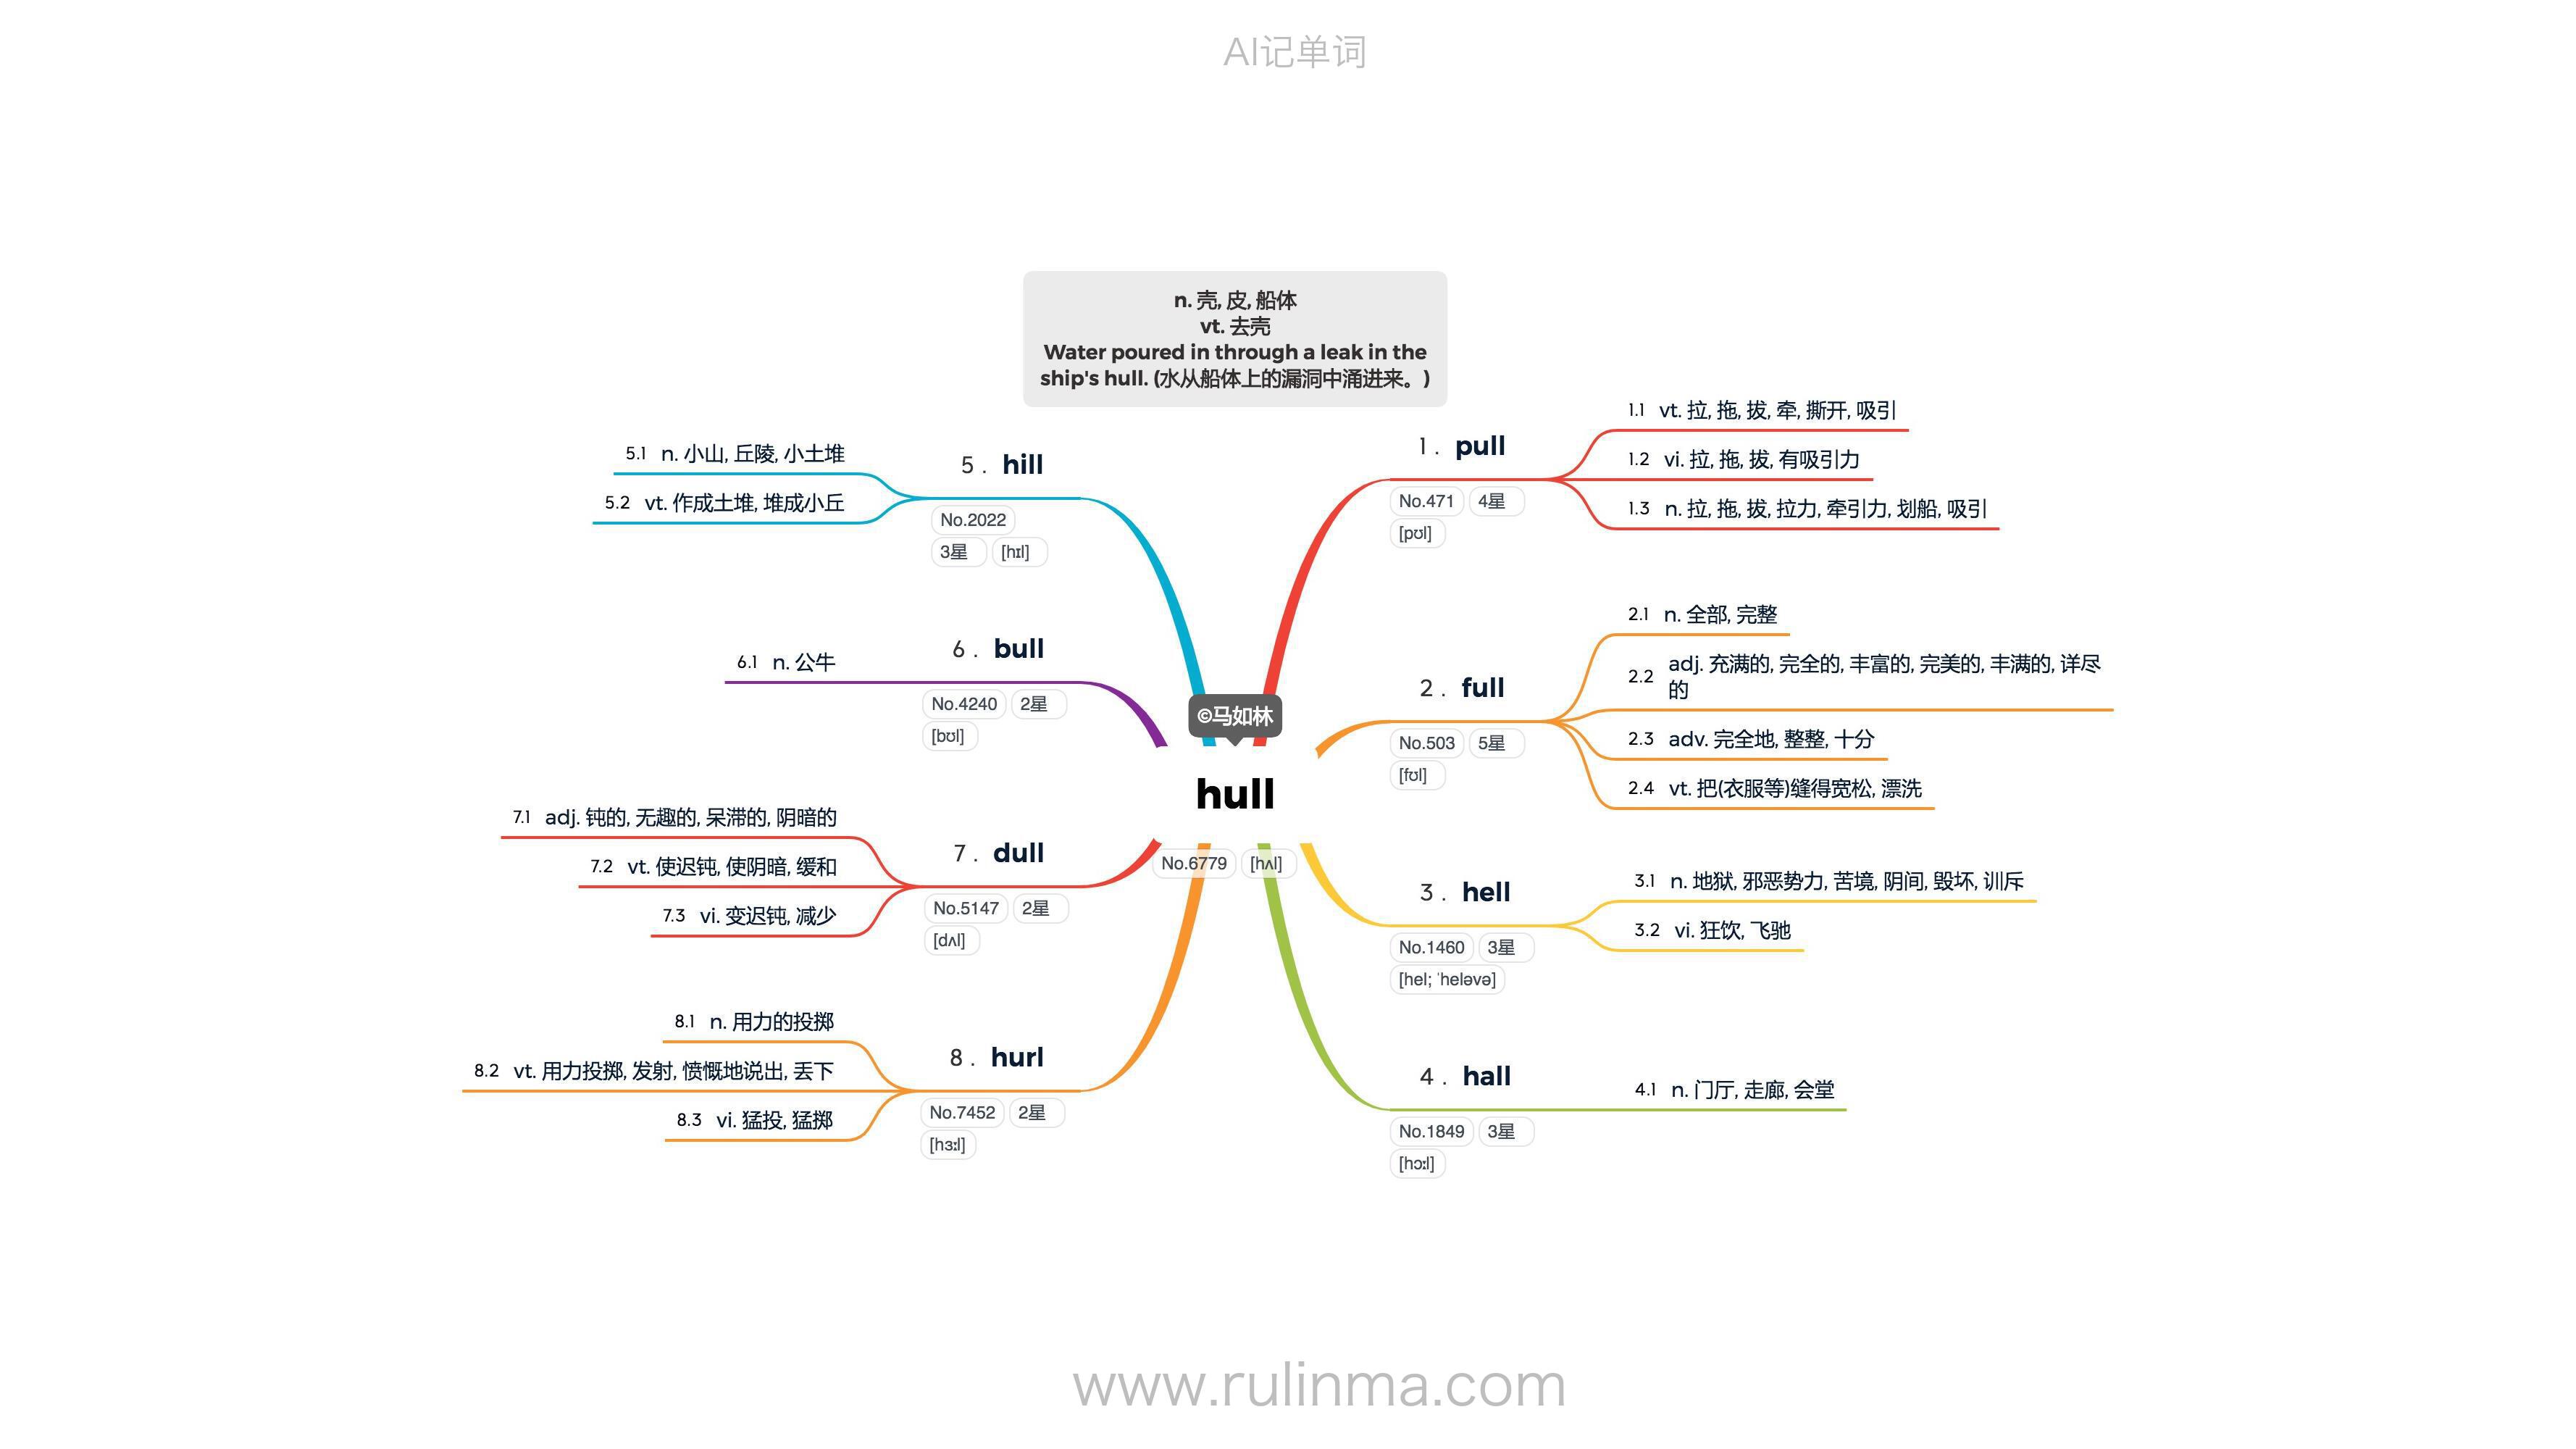 AI记单词
n. 壳, 皮, 船体
vt. 去壳
Water poured in through a leak in the
ship's hull. (水从船体上的漏洞中涌进来。)
©马如林
hull
No.6779 [hʌl]
1 . pull
No.471 4星
[pʊl]
1.1 vt. 拉, 拖, 拔, 牵, 撕开, 吸引
1.2 vi. 拉, 拖, 拔, 有吸引力
1.3 n. 拉, 拖, 拔, 拉力, 牵引力, 划船, 吸引
2 . full
No.503 5星
[fʊl]
2.1 n. 全部, 完整
2.2 adj. 充满的, 完全的, 丰富的, 完美的, 丰满的, 详尽
的
2.3 adv. 完全地, 整整, 十分
2.4 vt. 把(衣服等)缝得宽松, 漂洗
3 . hell
No.1460 3星
[hel; ˈheləvə]
3.1 n. 地狱, 邪恶势力, 苦境, 阴间, 毁坏, 训斥
3.2 vi. 狂饮, 飞驰
4 . hall
No.1849 3星
[hɔːl]
4.1 n. 门厅, 走廊, 会堂
5 . hill
No.2022
3星 [hɪl]
5.1 n. 小山, 丘陵, 小土堆
5.2 vt. 作成土堆, 堆成小丘
6 . bull
No.4240 2星
[bʊl]
6.1 n. 公牛
7 . dull
No.5147 2星
[dʌl]
7.1 adj. 钝的, 无趣的, 呆滞的, 阴暗的
7.2 vt. 使迟钝, 使阴暗, 缓和
7.3 vi. 变迟钝, 减少
8 . hurl
No.7452 2星
[hɜːl]
8.1 n. 用力的投掷
8.2 vt. 用力投掷, 发射, 愤慨地说出, 丢下
8.3 vi. 猛投, 猛掷
www.rulinma.com